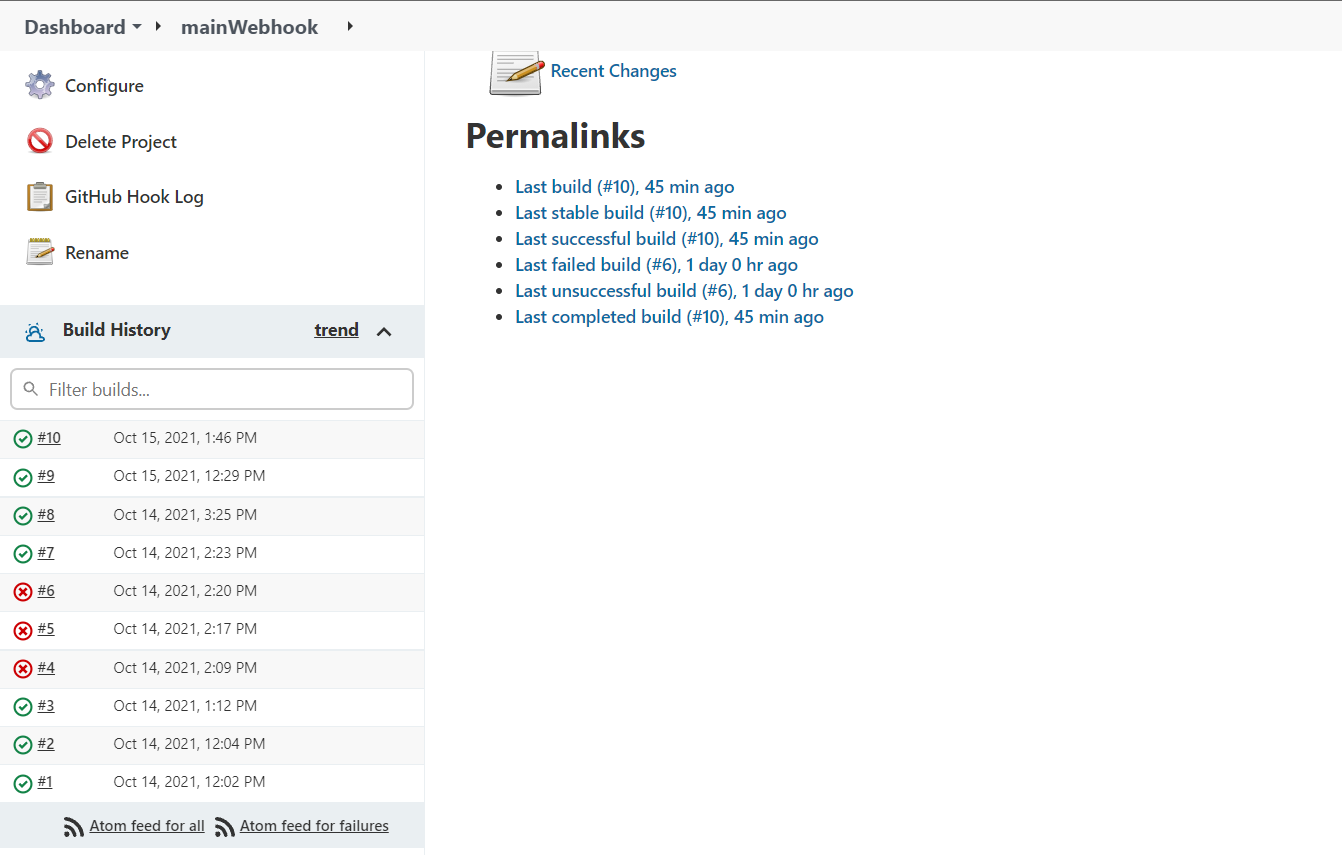 Dashboard mainWebhook
Configure
Delete Project
GitHub Hook Log
Rename
Build History trend
Filter builds...
#10 Oct 15, 2021, 1:46 PM
#9 Oct 15, 2021, 12:29 PM
#8 Oct 14, 2021, 3:25 PM
#7 Oct 14, 2021, 2:23 PM
#6 Oct 14, 2021, 2:20 PM
#5 Oct 14, 2021, 2:17 PM
#4 Oct 14, 2021, 2:09 PM
#3 Oct 14, 2021, 1:12 PM
#2 Oct 14, 2021, 12:04 PM
#1 Oct 14, 2021, 12:02 PM
Atom feed for all Atom feed for failures
Recent Changes
Permalinks
Last build (#10), 45 min ago
Last stable build (#10), 45 min ago
Last successful build (#10), 45 min ago
Last failed build (#6), 1 day 0 hr ago
Last unsuccessful build (#6), 1 day 0 hr ago
Last completed build (#10), 45 min ago